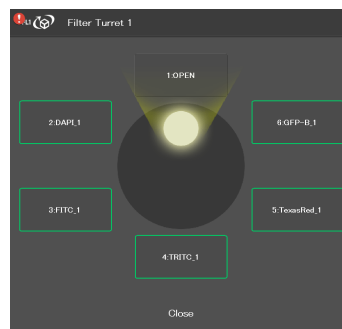 Filter Turret 1
1:OPEN
2:DAPI_1
6:GFP-B_1
3:FITC_1
5:TexasRed_1
4:TRITC_1
Close